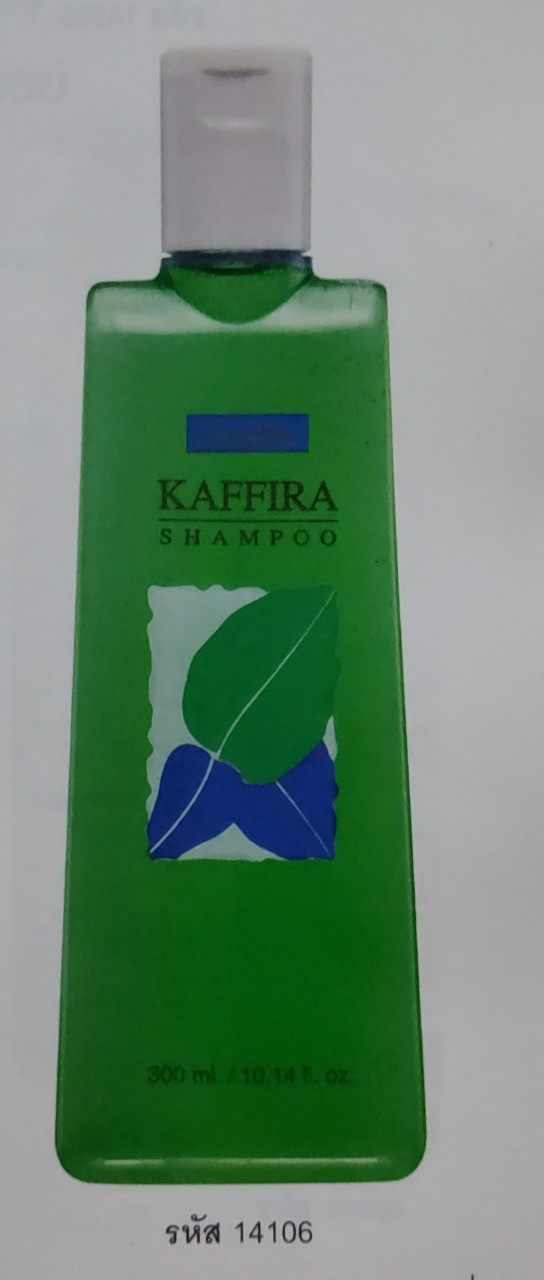 KAFFIRA
SHAMPOO
300 ml / 10.14 fl. oz.
รหัส 14106